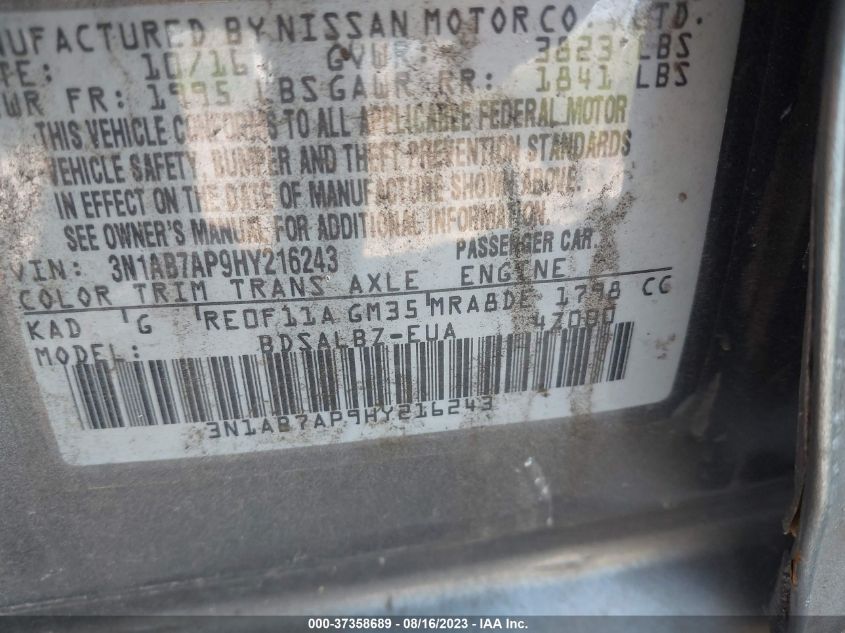 NUFACTURED BY NISSAN MOTOR CO., LTD.
TE: 10/16 GVWR: 3823 LBS
WR FR: 1995 LBS GAWR RR: 1841 LBS
THIS VEHICLE CONFORMS TO ALL APPLICABLE FEDERAL MOTOR
VEHICLE SAFETY, BUMPER AND THEFT PREVENTION STANDARDS
IN EFFECT ON THE DATE OF MANUFACTURE SHOWN ABOVE.
SEE OWNER'S MANUAL FOR ADDITIONAL INFORMATION.
VIN: 3N1AB7AP9HY216243 PASSENGER CAR
COLOR TRIM TRANS AXLE ENGINE
KAD G RE0F11A GM35 MRA8DE 1798 CC
MODEL: BDSALBZ-EUA 4Z080
3N1AB7AP9HY216243
000-37358689 - 08/16/2023 - IAA Inc.